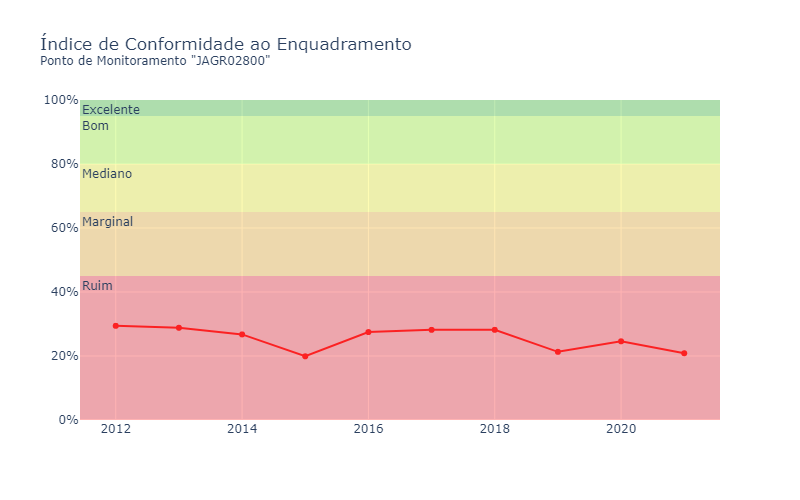 Índice de Conformidade ao Enquadramento
Ponto de Monitoramento "JAGR02800"
100%
Excelente
Bom
80%
Mediano
Marginal
60%
Ruim
40%
20%
0%
2012
2014
2016
2018
2020